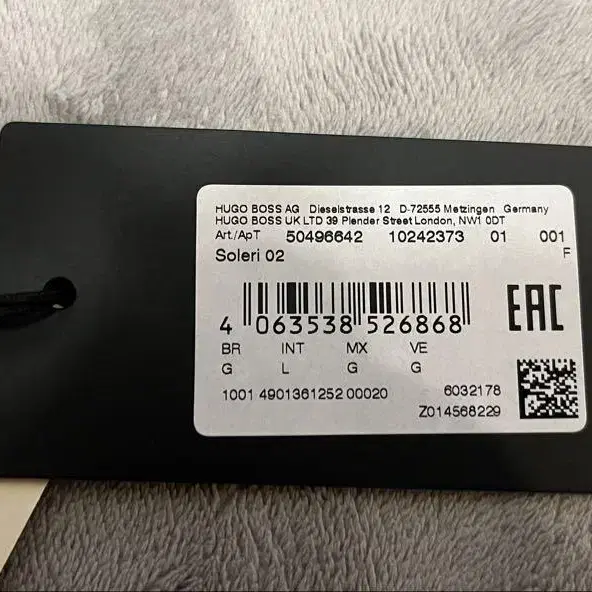 HUGO BOSS AG Dieselstrasse 12 D-72555 Metzingen Germany
HUGO BOSS UK LTD 39 Plender Street London, NW1 0DT
Art./АрТ 50496642 10242373 01 001
Soleri 02 F
4 063538 526868
EAC
BR INT MX VE
G L G G
1001 4901361252 00020 6032178
Z014568229